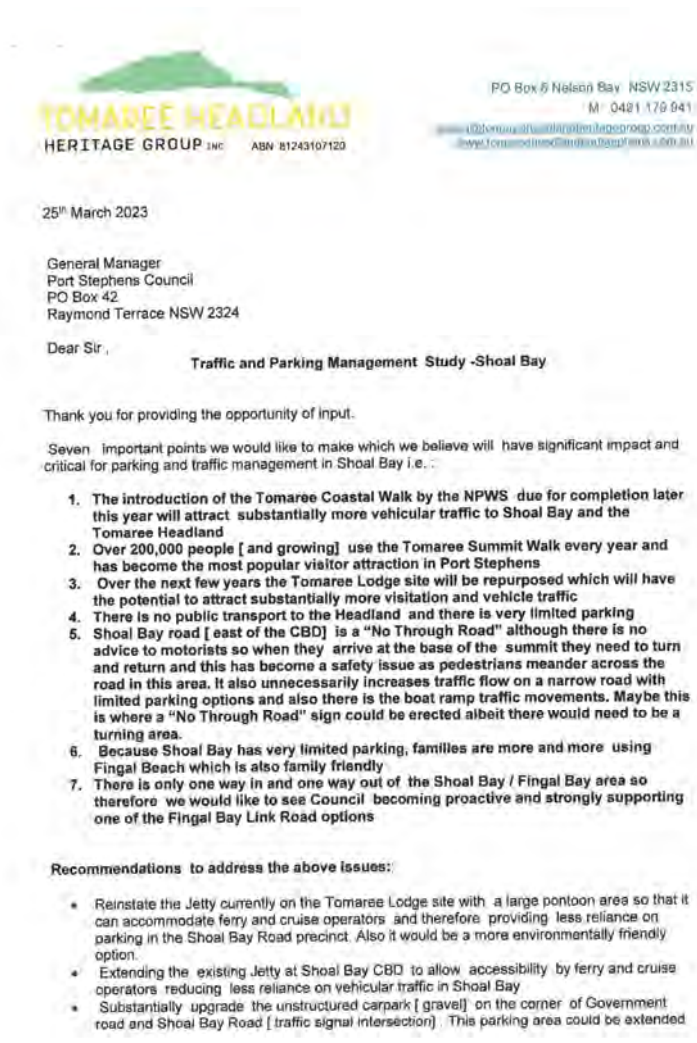 PO Box 6 Nelson Bay NSW 2315
TOMAREE HEADLAND
M 0421 179 941
HERITAGE GROUP INC ABN 81243107120
25th March 2023
General Manager
Port Stephens Council
PO Box 42
Raymond Terrace NSW 2324
Dear Sir ,
Traffic and Parking Management Study -Shoal Bay
Thank you for providing the opportunity of input.
Seven important points we would like to make which we believe will have significant impact and
critical for parking and traffic management in Shoal Bay i.e. :
1. The introduction of the Tomaree Coastal Walk by the NPWS due for completion later
this year will attract substantially more vehicular traffic to Shoal Bay and the
Tomaree Headland
2. Over 200,000 people [ and growing] use the Tomaree Summit Walk every year and
has become the most popular visitor attraction in Port Stephens
3. Over the next few years the Tomaree Lodge site will be repurposed which will have
the potential to attract substantially more visitation and vehicle traffic
4. There is no public transport to the Headland and there is very limited parking
5. Shoal Bay road [ east of the CBD] is a “No Through Road” although there is no
advice to motorists so when they arrive at the base of the summit they need to turn
and return and this has become a safety issue as pedestrians meander across the
road in this area. It also unnecessarily increases traffic flow on a narrow road with
limited parking options and also there is the boat ramp traffic movements. Maybe this
is where a “No Through Road” sign could be erected albeit there would need to be a
turning area.
6. Because Shoal Bay has very limited parking, families are more and more using
Fingal Beach which is also family friendly
7. There is only one way in and one way out of the Shoal Bay / Fingal Bay area so
therefore we would like to see Council becoming proactive and strongly supporting
one of the Fingal Bay Link Road options
Recommendations to address the above issues:
• Reinstate the Jetty currently on the Tomaree Lodge site with a large pontoon area so that it
can accommodate ferry and cruise operators and therefore providing less reliance on
parking in the Shoal Bay Road precinct. Also it would be a more environmentally friendly
option.
• Extending the existing Jetty at Shoal Bay CBD to allow accessibility by ferry and cruise
operators reducing less reliance on vehicular traffic in Shoal Bay
• Substantially upgrade the unstructured carpark [ gravel] on the corner of Government
road and Shoal Bay Road [ traffic signal intersection] . This parking area could be extended